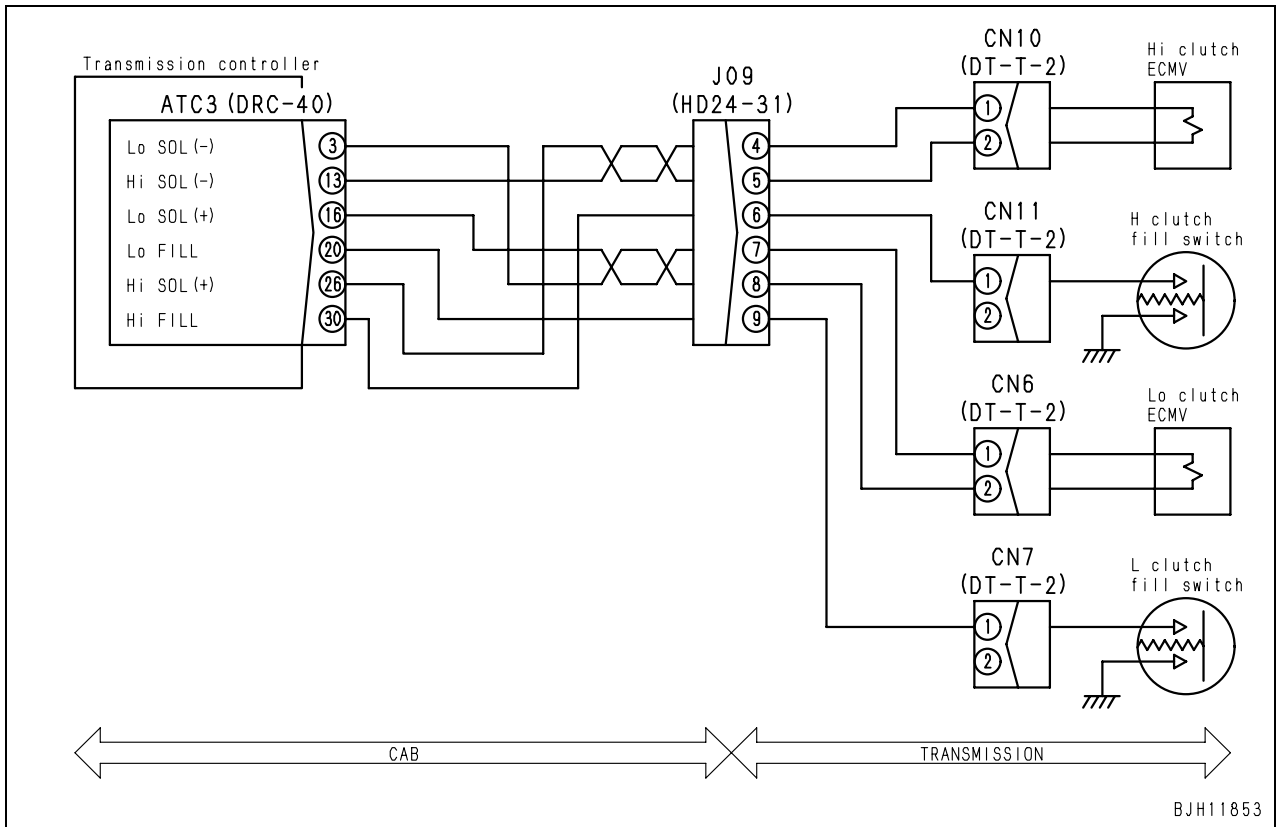 Transmission controller
ATC3 (DRC-40)
Lo SOL(-)
3
Hi SOL(-)
13
Lo SOL(+)
16
Lo FILL
20
Hi SOL(+)
26
Hi FILL
30
J09
(HD24-31)
4
5
6
7
8
9
CN10
(DT-T-2)
1
2
Hi clutch
ECMV
CN11
(DT-T-2)
1
2
H clutch
fill switch
CN6
(DT-T-2)
1
2
Lo clutch
ECMV
CN7
(DT-T-2)
1
2
L clutch
fill switch
CAB
TRANSMISSION
BJH11853